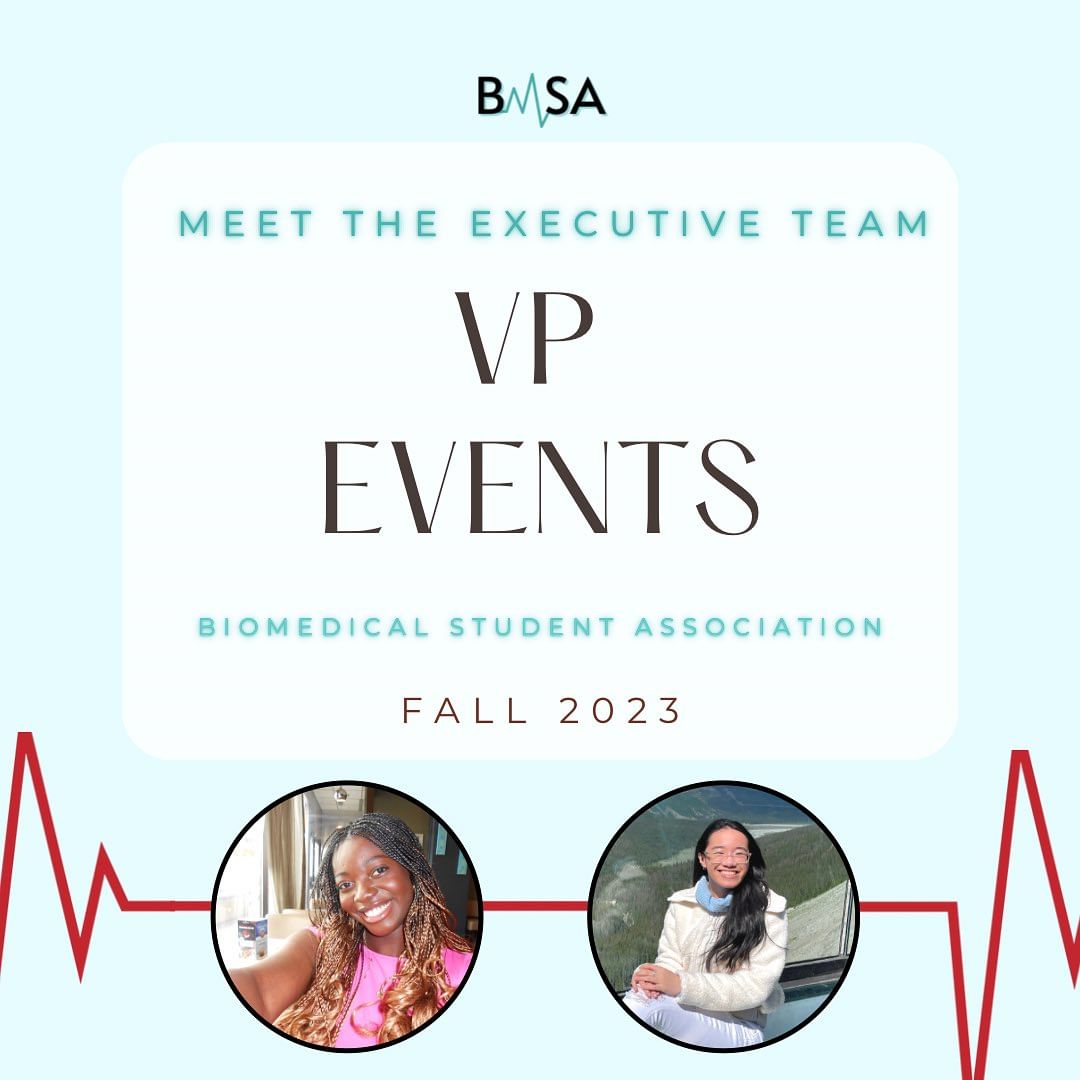 BMSA
MEET THE EXECUTIVE TEAM
VP
EVENTS
BIOMEDICAL STUDENT ASSOCIATION
FALL 2023